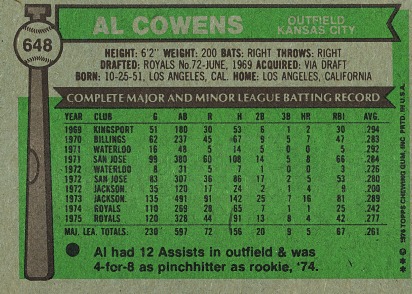 648
AL COWENS
OUTFIELD
KANSAS CITY
HEIGHT: 6'2" WEIGHT: 200 BATS: RIGHT THROWS: RIGHT
DRAFTED: ROYALS No.72-JUNE, 1969 ACQUIRED: VIA DRAFT
BORN: 10-25-51, LOS ANGELES, CAL. HOME: LOS ANGELES, CALIFORNIA
COMPLETE MAJOR AND MINOR LEAGUE BATTING RECORD
YEAR CLUB G AB R H 2B 3B HR RBI AVG.
1969 KINGSPORT 51 180 30 53 6 1 2 30 .294
1970 BILLINGS 62 237 45 67 9 5 7 47 .283
1971 WATERLOO 16 48 5 14 0 5 .292
1971 SAN JOSE 99 380 60 108 14 5 8 66 .284
1972 WATERLOO 8 31 5 7 1 0 0 3 .226
1972 SAN JOSE 83 307 36 86 17 2 5 53 .280
1972 JACKSON. 35 120 17 24 2 1 4 9 .200
1973 JACKSON. 135 491 91 142 25 7 16 81 .289
1974 ROYALS 110 269 28 65 7 1 1 25 .242
1975 ROYALS 120 328 44 91 13 8 4 42 .277
MAJ. LEA. TOTALS. 230 597 72 156 20 9 5 67 .261
Al had 12 Assists in outfield & was
4-for-8 as pinchhitter as rookie, '74.
© 1976 TOPPS CHEWING GUM, INC. PRTD. IN U.S.A.